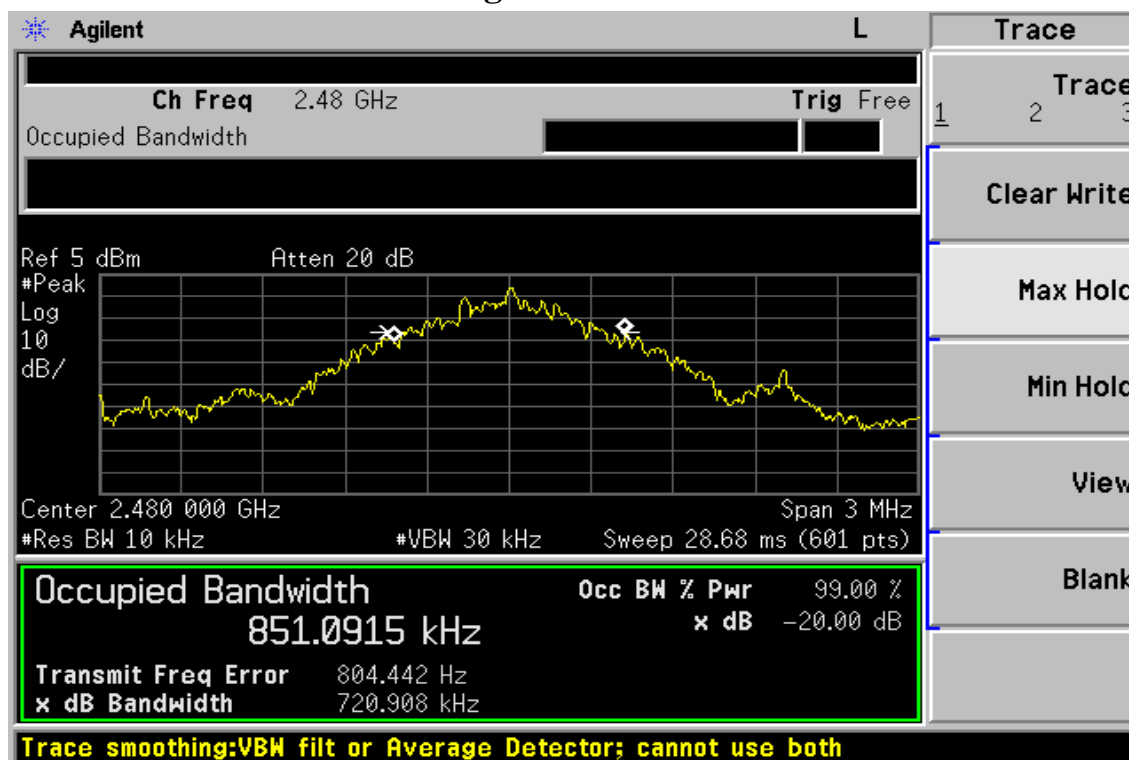 Agilent L
Ch Freq 2.48 GHz Trig Free
Occupied Bandwidth
Ref 5 dBm Atten 20 dB
#Peak
Log
10
dB/
Center 2.480 000 GHz Span 3 MHz
#Res BW 10 kHz #VBW 30 kHz Sweep 28.68 ms (601 pts)
Occupied Bandwidth
851.0915 kHz
Occ BW % Pwr 99.00 %
x dB -20.00 dB
Transmit Freq Error 804.442 Hz
x dB Bandwidth 720.908 kHz
Trace smoothing:VBW filt or Average Detector; cannot use both
Trace
Trace
1 2 3
Clear Write
Max Hold
Min Hold
View
Blank